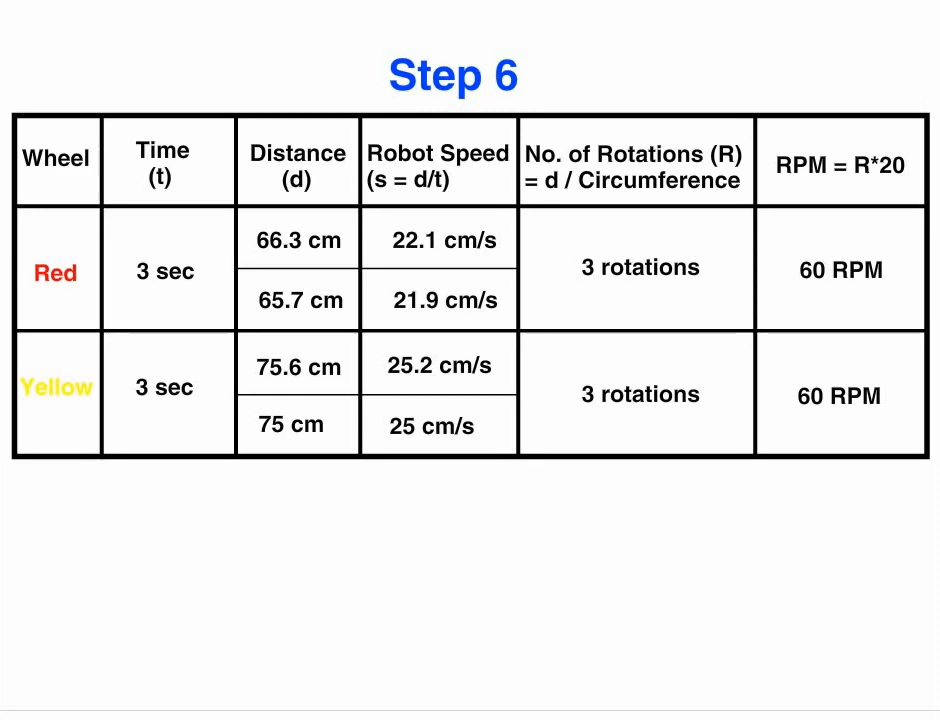 Step 6
Wheel
Time
(t)
Distance
(d)
Robot Speed
(s = d/t)
No. of Rotations (R)
= d / Circumference
RPM = R*20
Red
3 sec
66.3 cm
22.1 cm/s
65.7 cm
21.9 cm/s
3 rotations
60 RPM
Yellow
3 sec
75.6 cm
25.2 cm/s
75 cm
25 cm/s
3 rotations
60 RPM